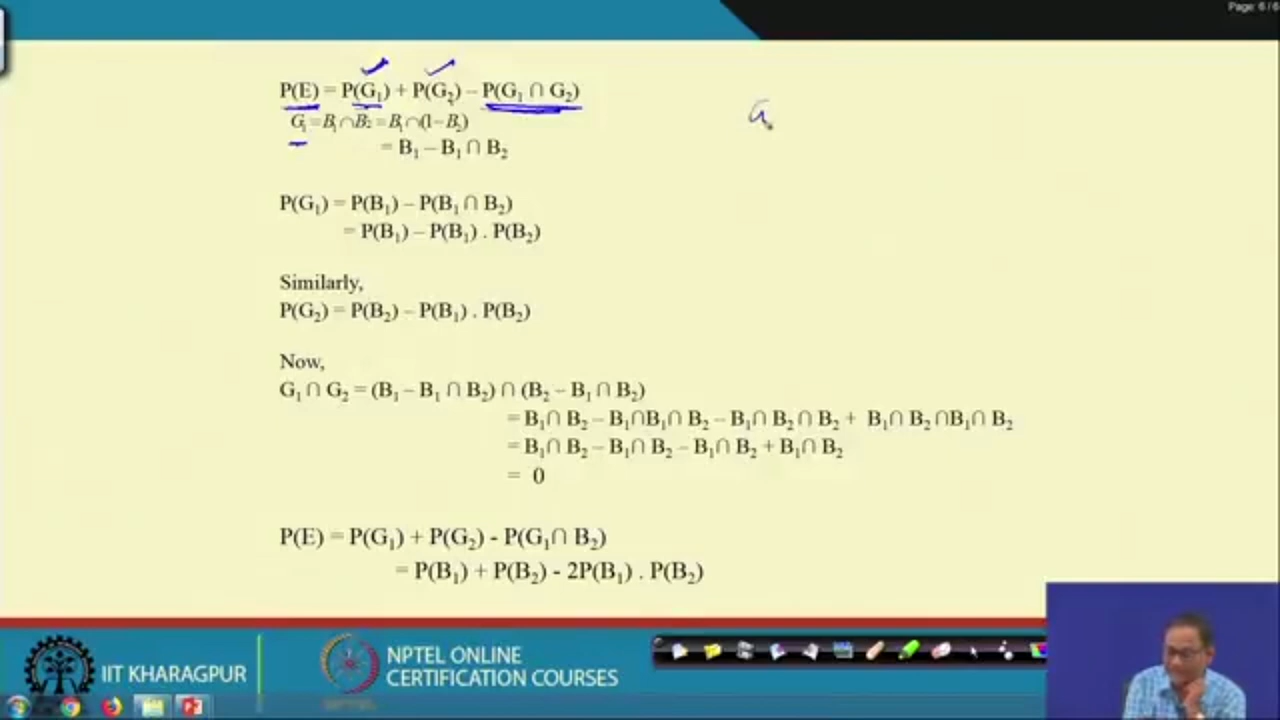 Page: 6 / 6
P(E) = P(G₁) + P(G₂) – P(G₁ ∩ G₂)
G₁ = B₁ ∩ B̅₂ = B₁ ∩ (1 – B₂)
= B₁ – B₁ ∩ B₂
P(G₁) = P(B₁) – P(B₁ ∩ B₂)
= P(B₁) – P(B₁) . P(B₂)
Similarly,
P(G₂) = P(B₂) – P(B₁) . P(B₂)
Now,
G₁ ∩ G₂ = (B₁ – B₁ ∩ B₂) ∩ (B₂ – B₁ ∩ B₂)
= B₁∩ B₂ – B₁∩B₁∩ B₂ – B₁∩ B₂ ∩ B₂ + B₁∩ B₂ ∩B₁∩ B₂
= B₁∩ B₂ – B₁∩ B₂ – B₁∩ B₂ + B₁∩ B₂
= 0
P(E) = P(G₁) + P(G₂) - P(G₁∩ B₂)
= P(B₁) + P(B₂) - 2P(B₁) . P(B₂)
IIT KHARAGPUR
NPTEL ONLINE
CERTIFICATION COURSES